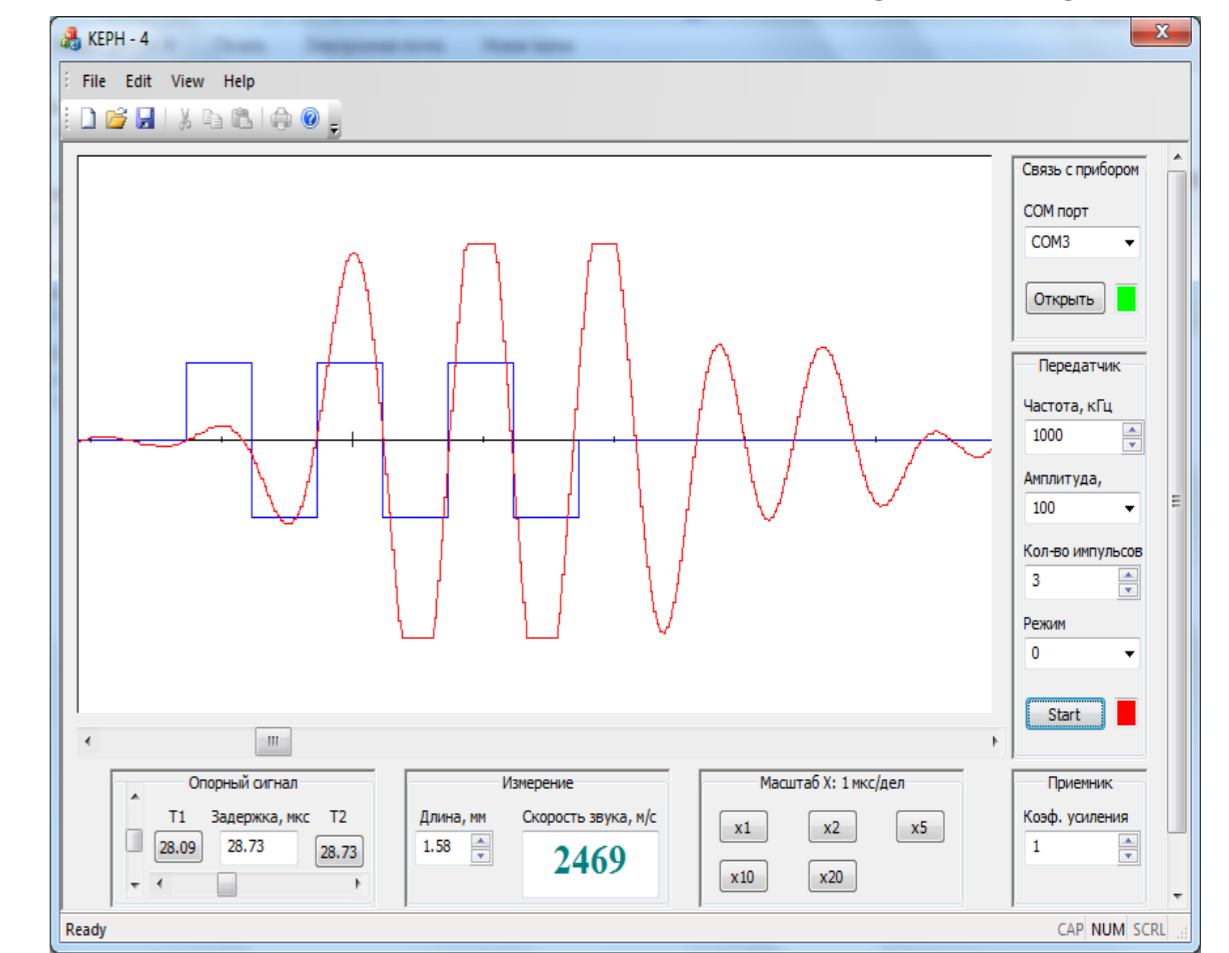 КЕРН - 4
File Edit View Help
Связь с прибором
COM порт
COM3
Открыть
Передатчик
Частота, кГц
1000
Амплитуда,
100
Кол-во импульсов
3
Режим
0
Start
Опорный сигнал
T1 Задержка, мкс T2
28.09 28.73 28.73
Измерение
Длина, мм Скорость звука, м/с
1.58 2469
Масштаб X: 1 мкс/дел
x1 x2 x5
x10 x20
Приемник
Коэф. усиления
1
Ready CAP NUM SCRL